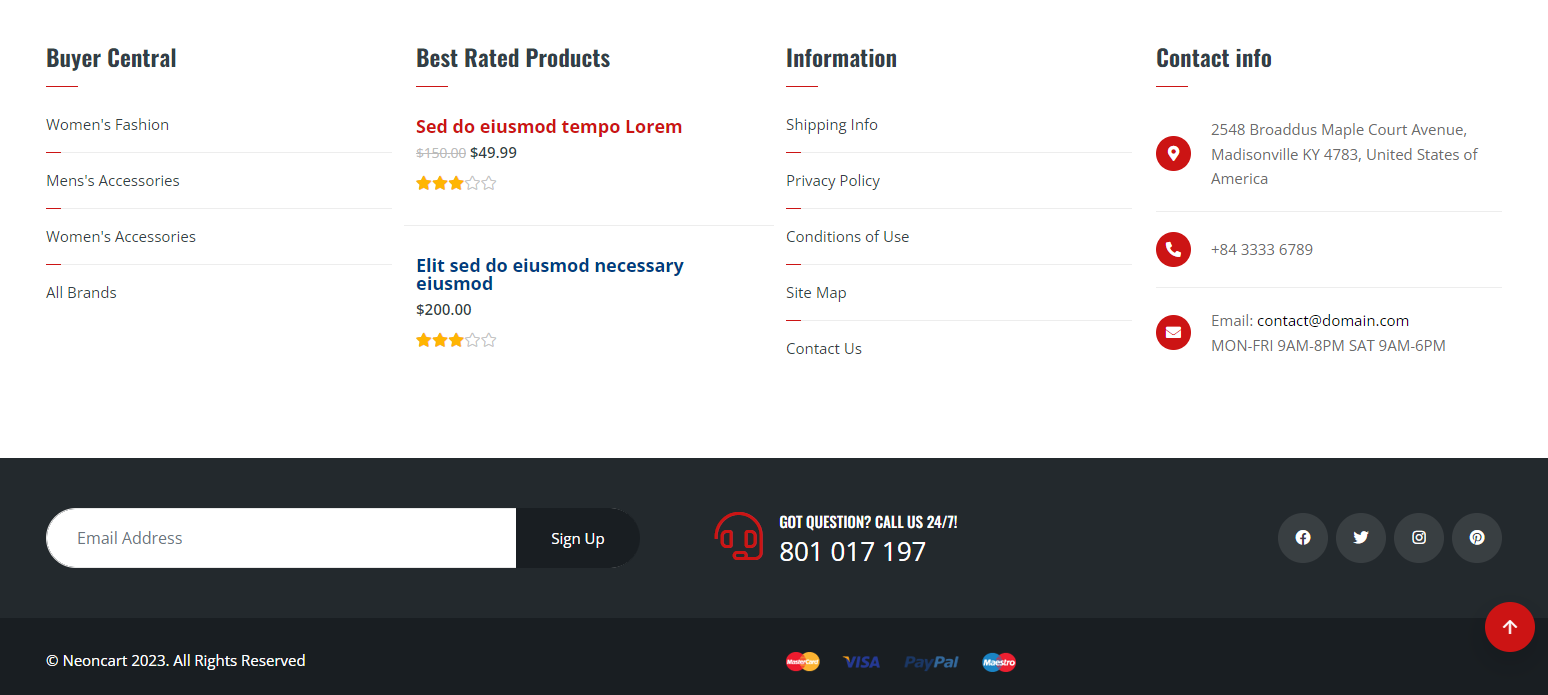 Buyer Central
Women's Fashion
Mens's Accessories
Women's Accessories
All Brands
Best Rated Products
Sed do eiusmod tempo Lorem
$150.00 $49.99
Elit sed do eiusmod necessary
eiusmod
$200.00
Information
Shipping Info
Privacy Policy
Conditions of Use
Site Map
Contact Us
Contact info
2548 Broaddus Maple Court Avenue,
Madisonville KY 4783, United States of
America
+84 3333 6789
Email: contact@domain.com
MON-FRI 9AM-8PM SAT 9AM-6PM
Email Address
Sign Up
GOT QUESTION? CALL US 24/7!
801 017 197
© Neoncart 2023. All Rights Reserved
MasterCard
VISA
PayPal
Maestro